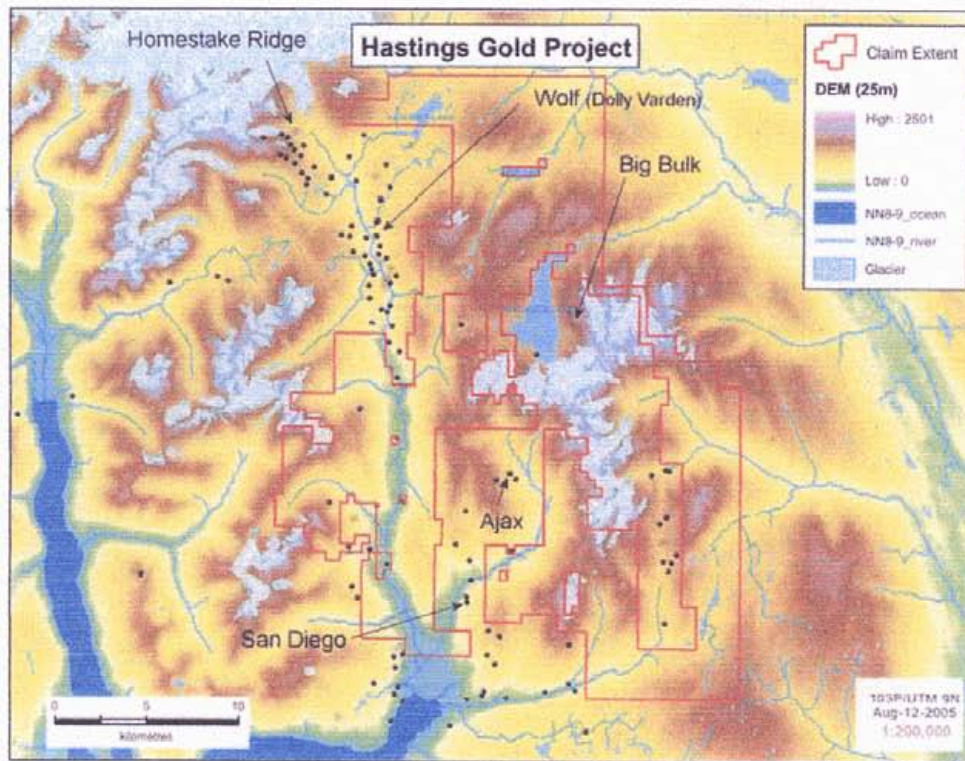 Homestake Ridge
Hastings Gold Project
Wolf (Dolly Varden)
Big Bulk
Ajax
San Diego
Claim Extent
DEM (25m)
High : 2501
Low : 0
NN8-9_ocean
NN8-9_river
Glacier
0 5 10
kilometres
103P/UTM 9N
Aug-12-2005
1:200,000